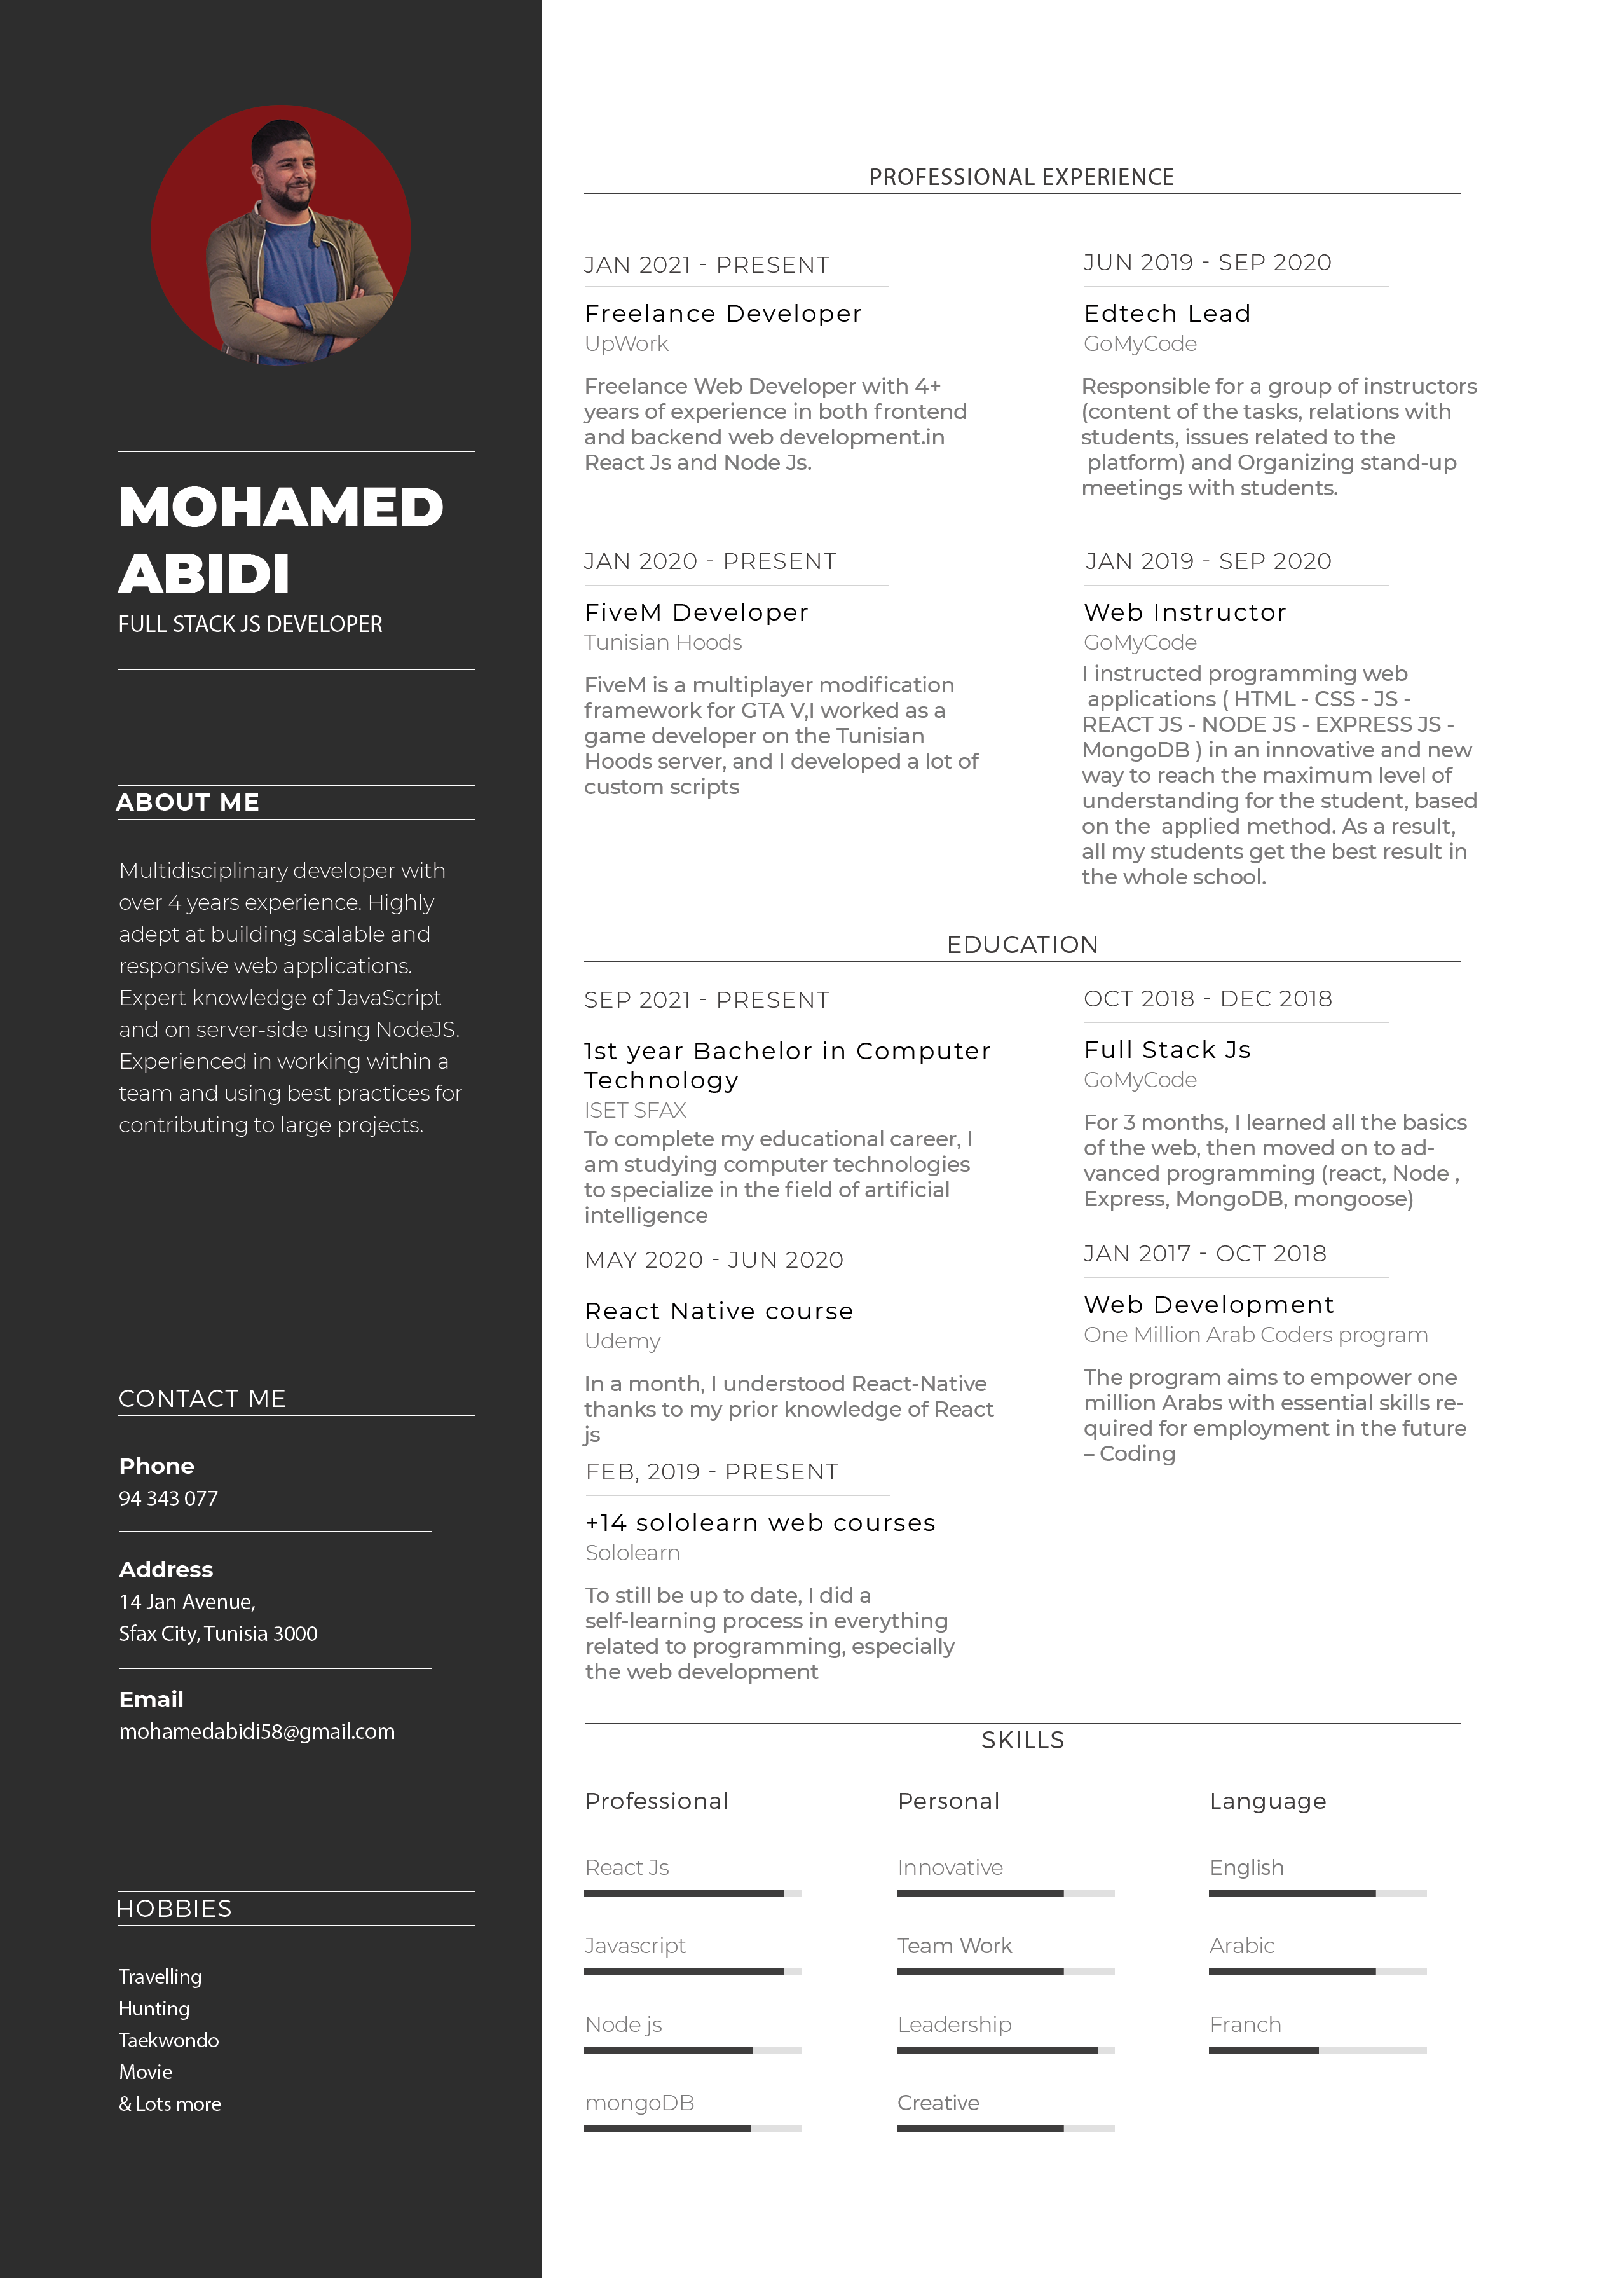 MOHAMED
ABIDI
FULL STACK JS DEVELOPER
ABOUT ME
Multidisciplinary developer with
over 4 years experience. Highly
adept at building scalable and
responsive web applications.
Expert knowledge of JavaScript
and on server-side using NodeJS.
Experienced in working within a
team and using best practices for
contributing to large projects.
CONTACT ME
Phone
94 343 077
Address
14 Jan Avenue,
Sfax City, Tunisia 3000
Email
mohamedabidi58@gmail.com
HOBBIES
Travelling
Hunting
Taekwondo
Movie
& Lots more
PROFESSIONAL EXPERIENCE
JAN 2021 - PRESENT
Freelance Developer
UpWork
Freelance Web Developer with 4+
years of experience in both frontend
and backend web development.in
React Js and Node Js.
JAN 2020 - PRESENT
FiveM Developer
Tunisian Hoods
FiveM is a multiplayer modification
framework for GTA V,I worked as a
game developer on the Tunisian
Hoods server, and I developed a lot of
custom scripts
JUN 2019 - SEP 2020
Edtech Lead
GoMyCode
Responsible for a group of instructors
(content of the tasks, relations with
students, issues related to the
platform) and Organizing stand-up
meetings with students.
JAN 2019 - SEP 2020
Web Instructor
GoMyCode
I instructed programming web
applications ( HTML - CSS - JS -
REACT JS - NODE JS - EXPRESS JS -
MongoDB ) in an innovative and new
way to reach the maximum level of
understanding for the student, based
on the applied method. As a result,
all my students get the best result in
the whole school.
EDUCATION
SEP 2021 - PRESENT
1st year Bachelor in Computer
Technology
ISET SFAX
To complete my educational career, I
am studying computer technologies
to specialize in the field of artificial
intelligence
MAY 2020 - JUN 2020
React Native course
Udemy
In a month, I understood React-Native
thanks to my prior knowledge of React
js
FEB, 2019 - PRESENT
+14 sololearn web courses
Sololearn
To still be up to date, I did a
self-learning process in everything
related to programming, especially
the web development
OCT 2018 - DEC 2018
Full Stack Js
GoMyCode
For 3 months, I learned all the basics
of the web, then moved on to ad-
vanced programming (react, Node ,
Express, MongoDB, mongoose)
JAN 2017 - OCT 2018
Web Development
One Million Arab Coders program
The program aims to empower one
million Arabs with essential skills re-
quired for employment in the future
– Coding
SKILLS
Professional
React Js
Javascript
Node js
mongoDB
Personal
Innovative
Team Work
Leadership
Creative
Language
English
Arabic
Franch